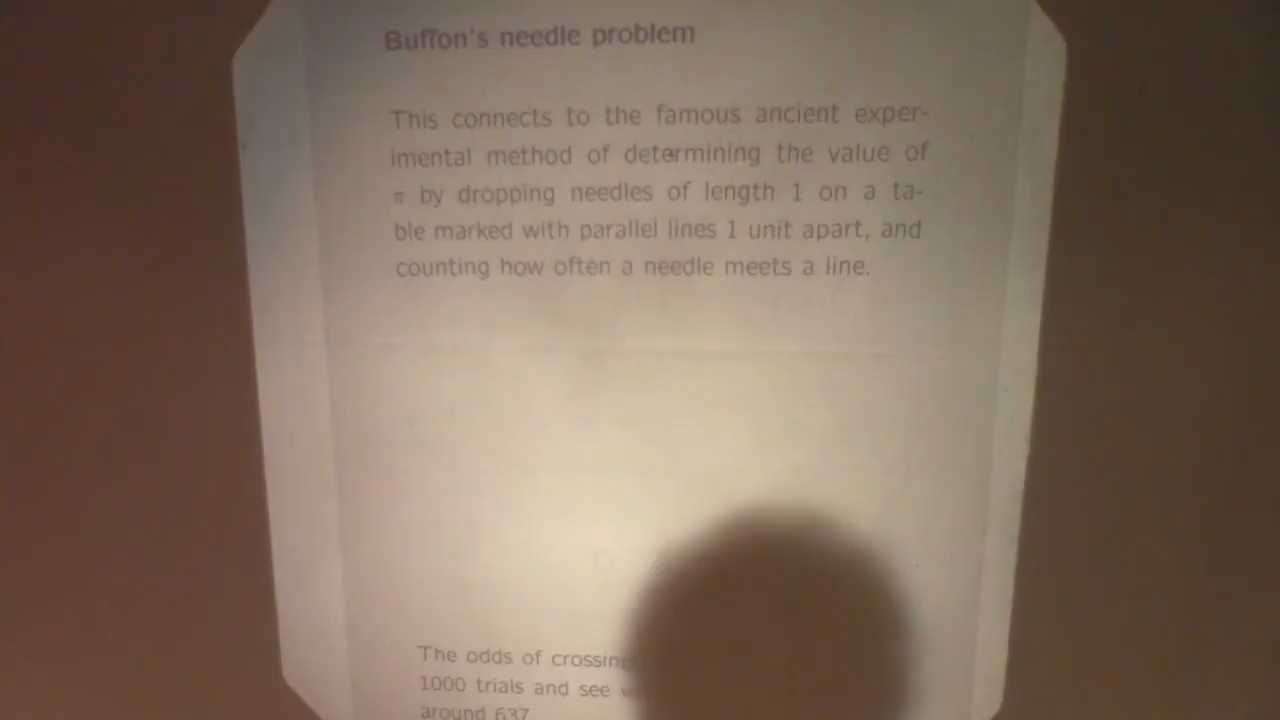 Buffon's needle problem
This connects to the famous ancient exper-
imental method of determining the value of
π by dropping needles of length 1 on a ta-
ble marked with parallel lines 1 unit apart, and
counting how often a needle meets a line.
The odds of
1000 trials and see
around 637